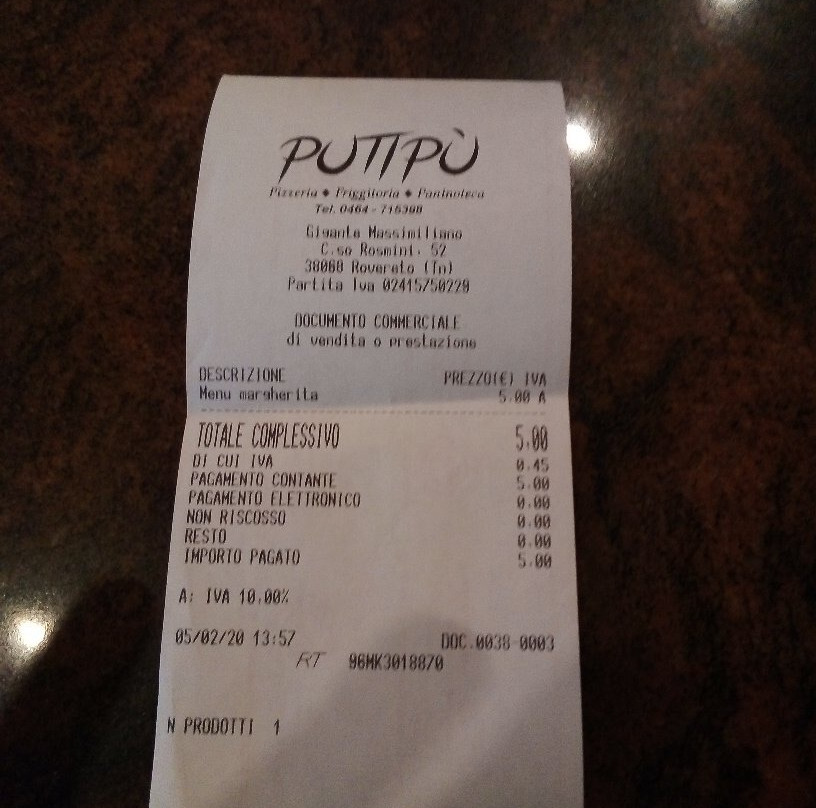 PUTIPÙ
Pizzeria ◆ Friggitoria ◆ Paninoteca
Tel. 0464 - 715398
Gigante Massimiliano
C.so Rosmini. 52
38068 Rovereto (Tn)
Partita Iva 02415750229
DOCUMENTO COMMERCIALE
di vendita o prestazione
DESCRIZIONE PREZZO(€) IVA
Menu margherita 5.00 A
TOTALE COMPLESSIVO 5.00
DI CUI IVA 0.45
PAGAMENTO CONTANTE 5.00
PAGAMENTO ELETTRONICO 0.00
NON RISCOSSO 0.00
RESTO 0.00
IMPORTO PAGATO 5.00
A: IVA 10.00%
05/02/20 13:57 DOC.0038-0003
RT 96MK3018870
N PRODOTTI 1